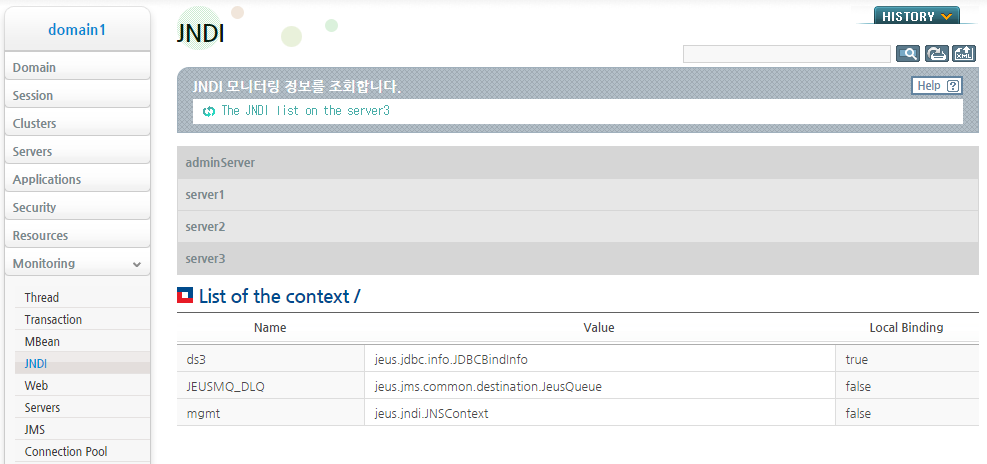 domain1
Domain
Session
Clusters
Servers
Applications
Security
Resources
Monitoring
Thread
Transaction
MBean
JNDI
Web
Servers
JMS
Connection Pool
JNDI
HISTORY
XML
JNDI 모니터링 정보를 조회합니다.
Help ?
The JNDI list on the server3
adminServer
server1
server2
server3
List of the context /
Name Value Local Binding
ds3 jeus.jdbc.info.JDBCBindInfo true
JEUSMQ_DLQ jeus.jms.common.destination.JeusQueue false
mgmt jeus.jndi.JNSContext false